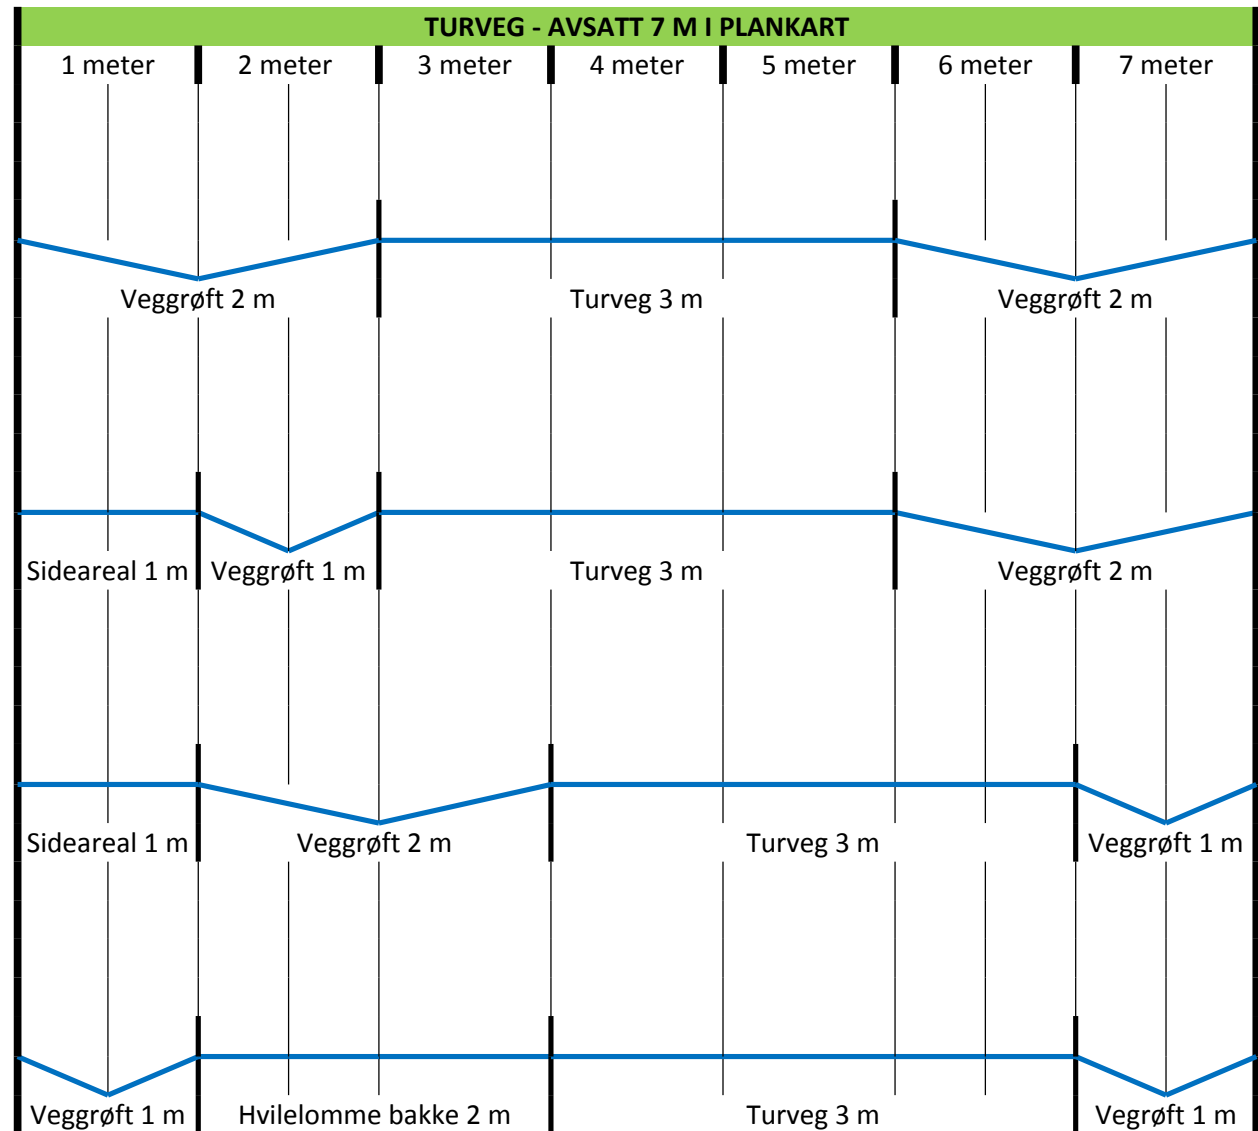 TURVEG - AVSATT 7 M I PLANKART
1 meter 2 meter 3 meter 4 meter 5 meter 6 meter 7 meter
Veggrøft 2 m Turveg 3 m Veggrøft 2 m
Sideareal 1 m Veggrøft 1 m Turveg 3 m Veggrøft 2 m
Sideareal 1 m Veggrøft 2 m Turveg 3 m Veggrøft 1 m
Veggrøft 1 m Hvilelomme bakke 2 m Turveg 3 m Vegrøft 1 m